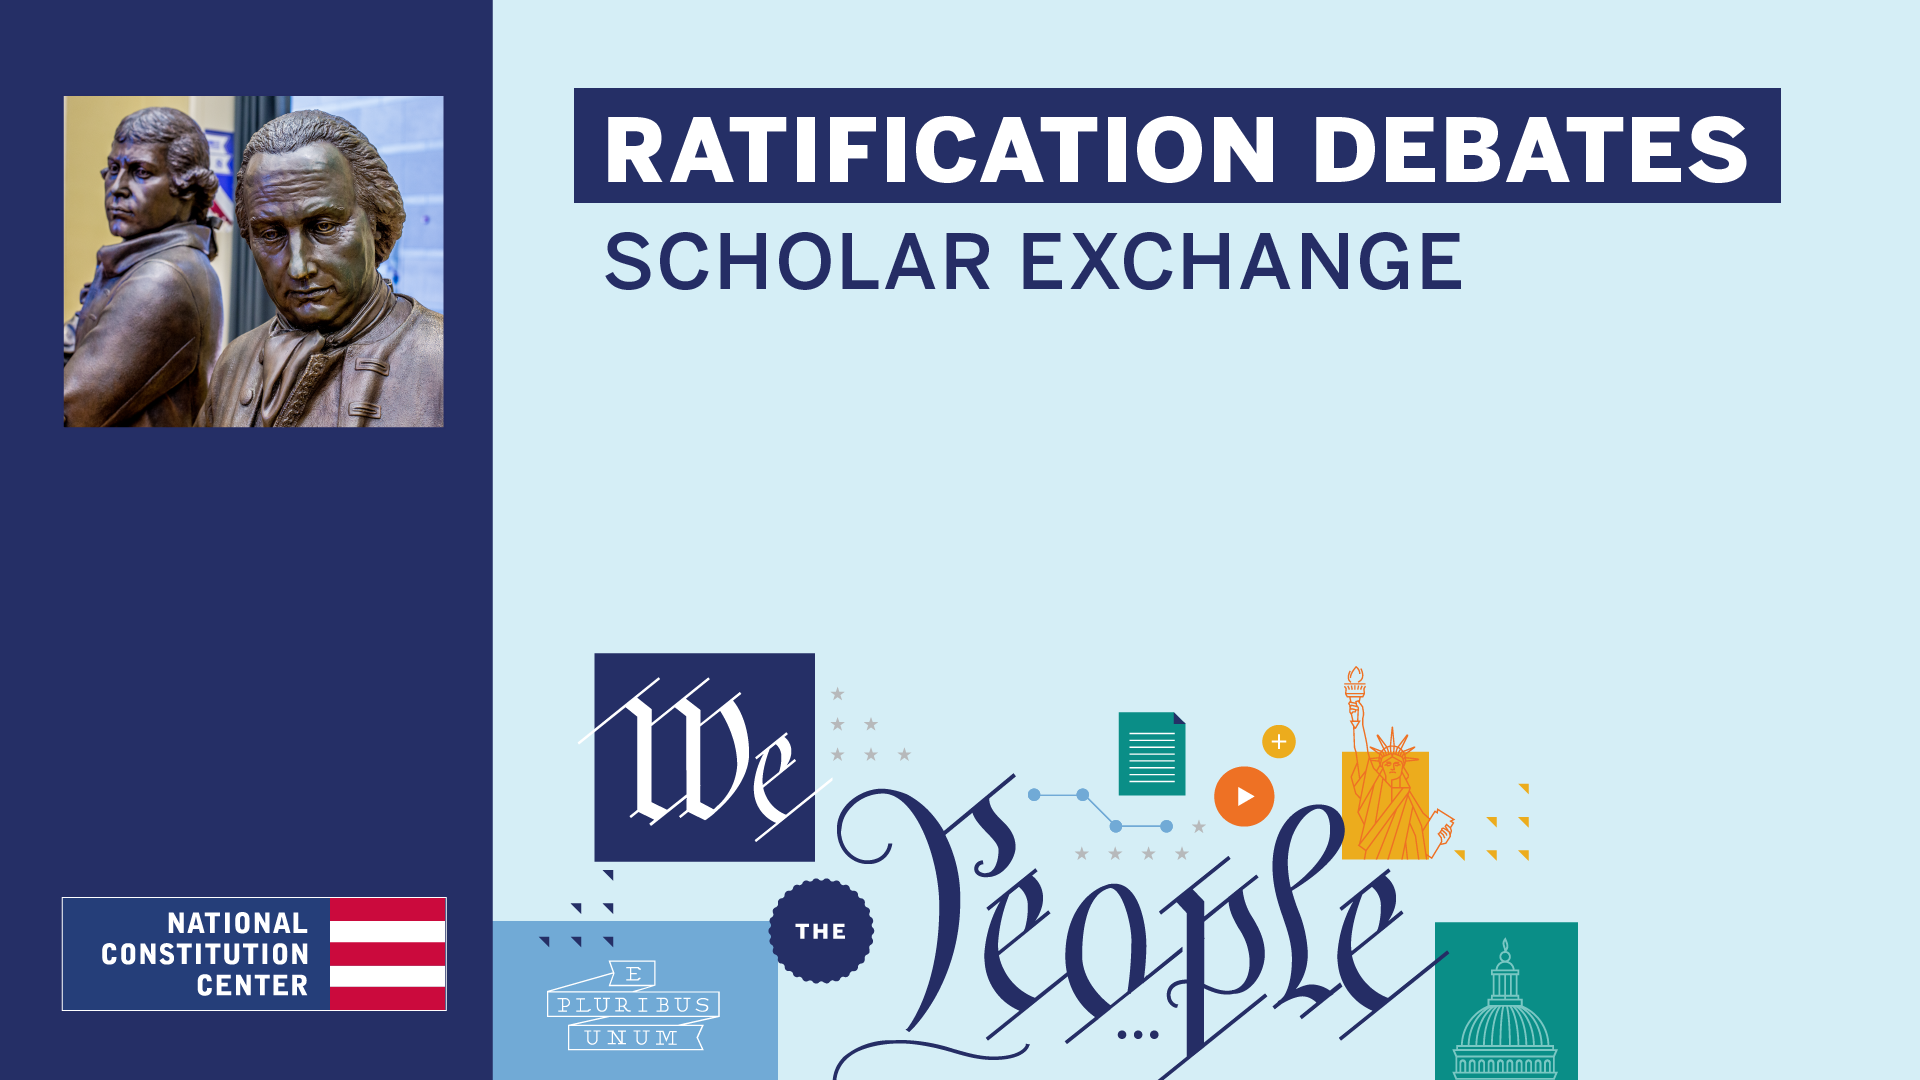 RATIFICATION DEBATES
SCHOLAR EXCHANGE
We
THE
People
E
PLURIBUS
UNUM
NATIONAL
CONSTITUTION
CENTER